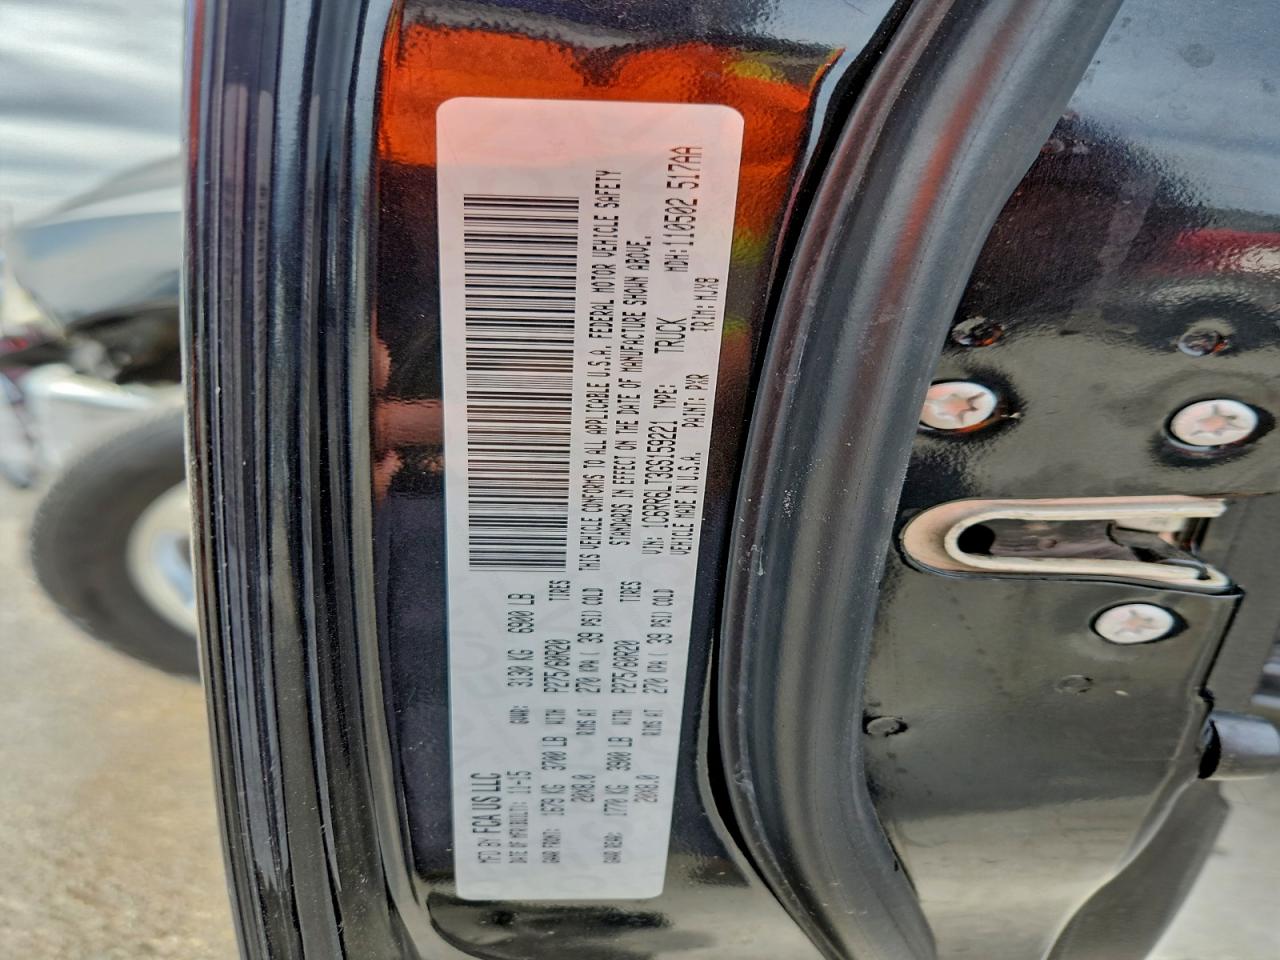 MFD BY FCA US LLC
DATE OF MFR(BUILT): 11-15 GVWR: 3130 KG 6900 LB
GAWR FRONT: 1679 KG 3700 LB WITH P275/60R20 TIRES
20X8.0 RIMS AT 270 KPA ( 39 PSI) COLD
GAWR REAR: 1770 KG 3900 LB WITH P275/60R20 TIRES
20X8.0 RIMS AT 270 KPA ( 39 PSI) COLD
THIS VEHICLE CONFORMS TO ALL APPLICABLE U.S.A. FEDERAL MOTOR VEHICLE SAFETY
STANDARDS IN EFFECT ON THE DATE OF MANUFACTURE SHOWN ABOVE.
VIN: 1C6RR6LT3GS159221 TYPE: TRUCK MDH: 110502 517AA
VEHICLE MADE IN U.S.A. PAINT: PXR TRIM: MJX9